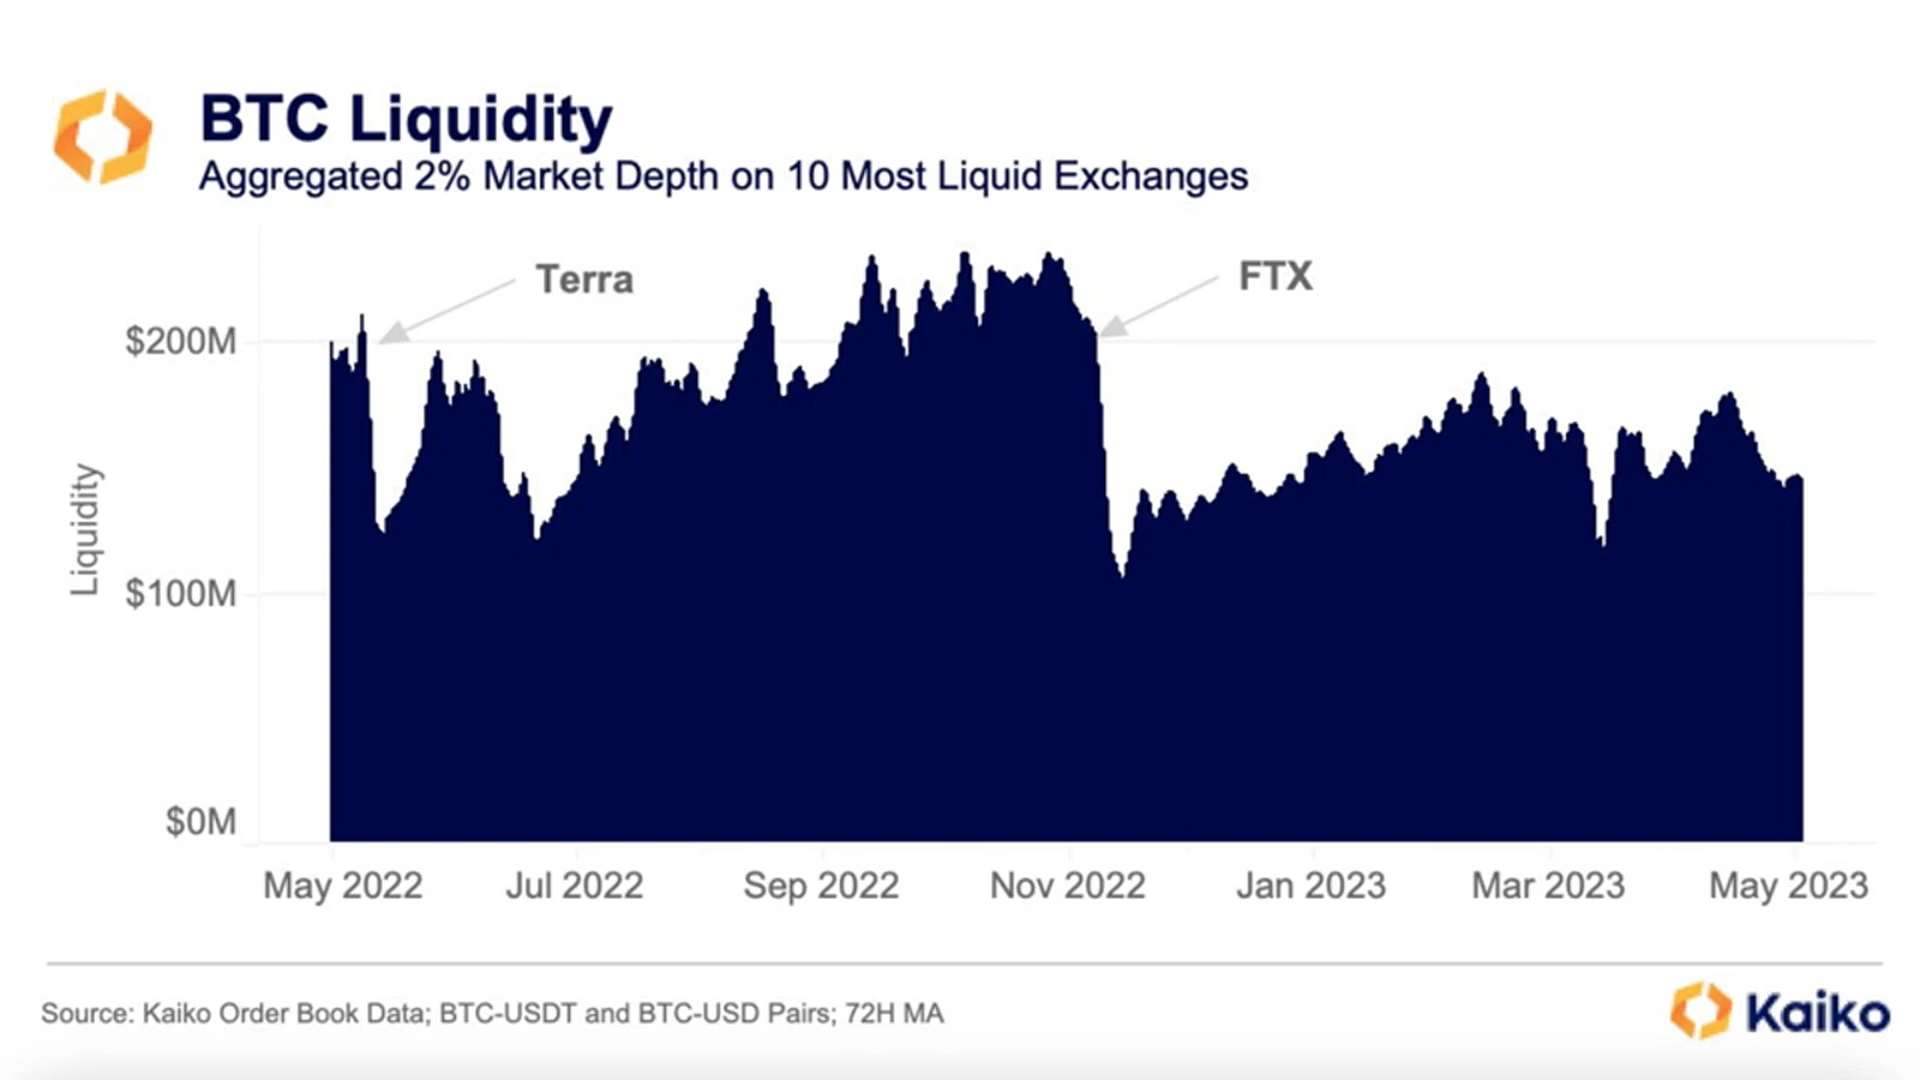 BTC Liquidity
Aggregated 2% Market Depth on 10 Most Liquid Exchanges
Terra
FTX
$200M
Liquidity
$100M
$0M
May 2022 Jul 2022 Sep 2022 Nov 2022 Jan 2023 Mar 2023 May 2023
Source: Kaiko Order Book Data; BTC-USDT and BTC-USD Pairs; 72H MA
Kaiko